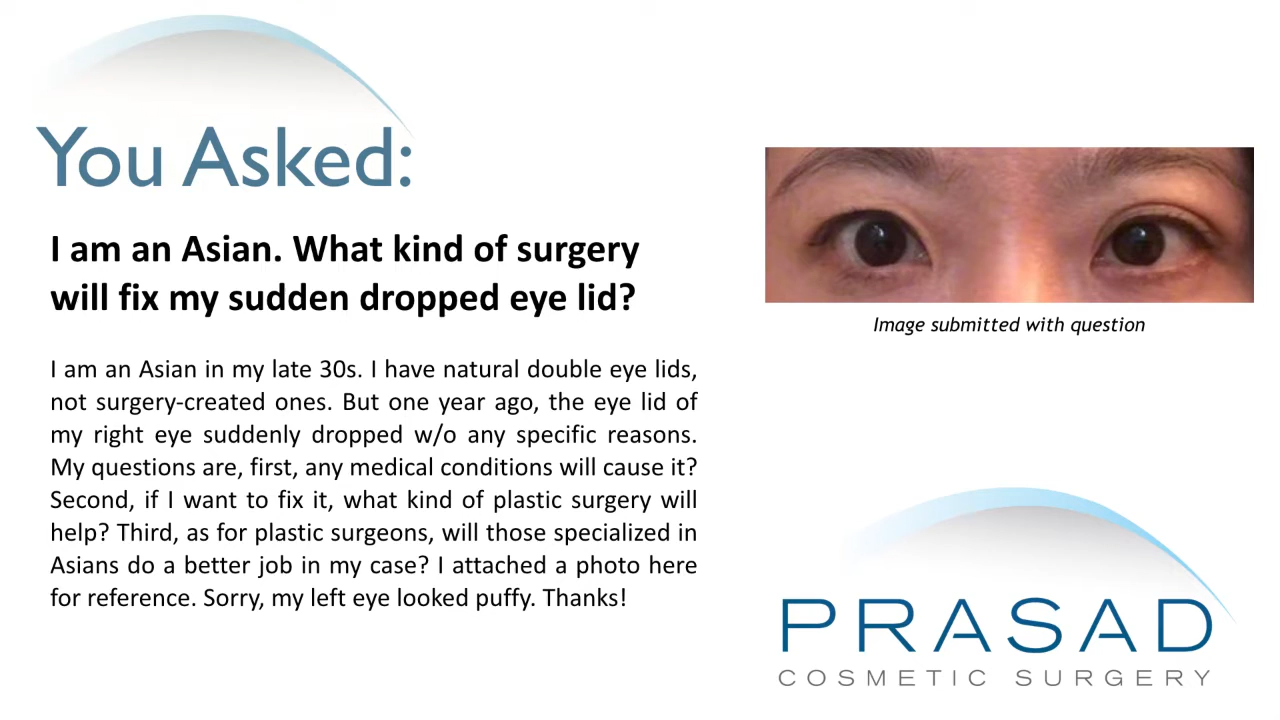 You Asked:
I am an Asian. What kind of surgery
will fix my sudden dropped eye lid?
I am an Asian in my late 30s. I have natural double eye lids,
not surgery-created ones. But one year ago, the eye lid of
my right eye suddenly dropped w/o any specific reasons.
My questions are, first, any medical conditions will cause it?
Second, if I want to fix it, what kind of plastic surgery will
help? Third, as for plastic surgeons, will those specialized in
Asians do a better job in my case? I attached a photo here
for reference. Sorry, my left eye looked puffy. Thanks!
Image submitted with question
PRASAD
COSMETIC SURGERY